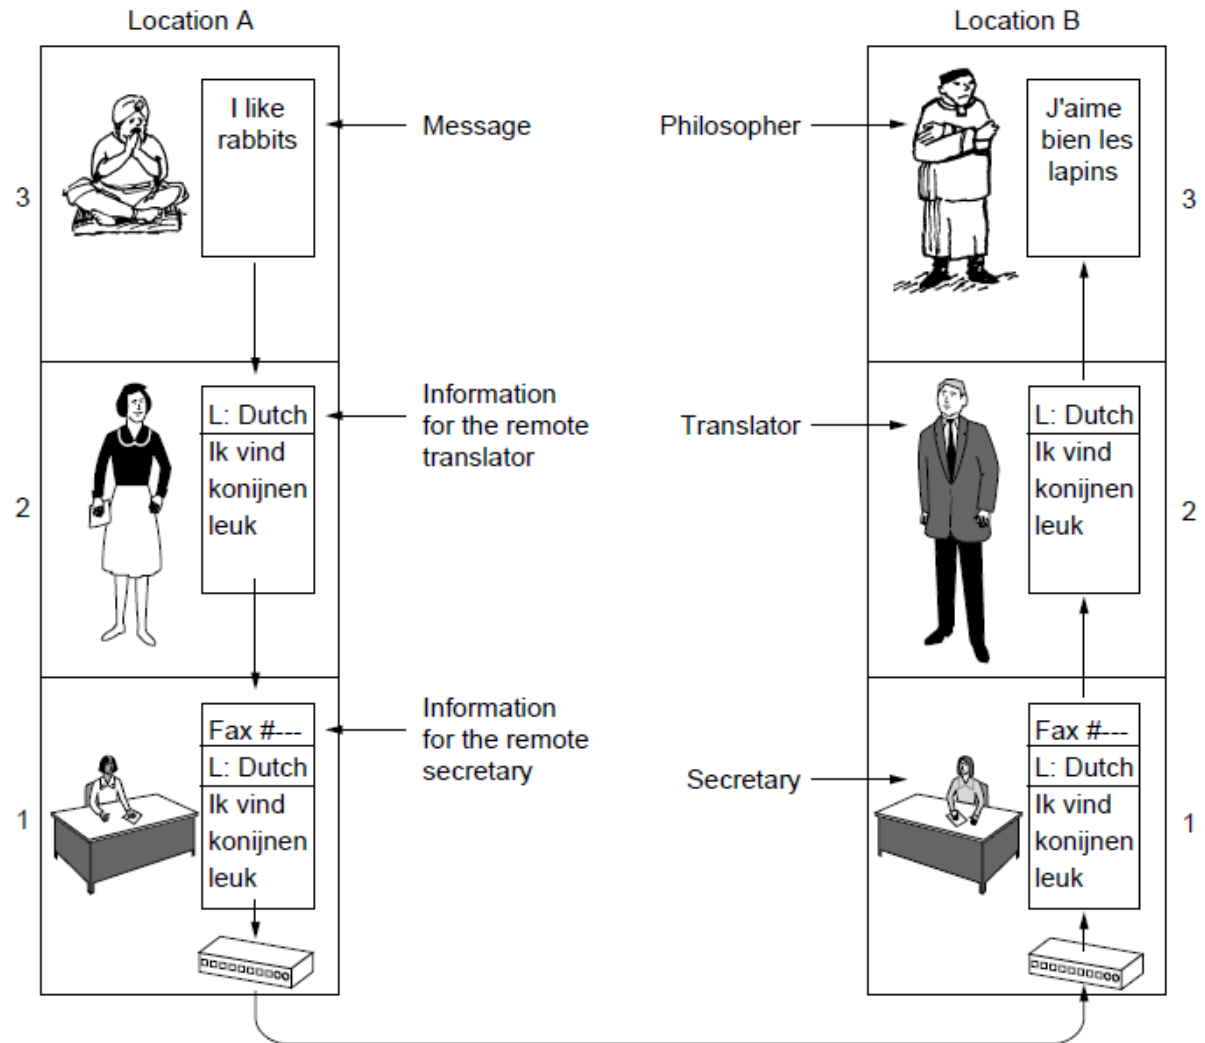 Location A
Location B
I like
rabbits
Message
Philosopher
J'aime
bien les
lapins
3
3
L: Dutch
Ik vind
konijnen
leuk
Information
for the remote
translator
Translator
L: Dutch
Ik vind
konijnen
leuk
2
2
Fax #---
L: Dutch
Ik vind
konijnen
leuk
Information
for the remote
secretary
Secretary
Fax #---
L: Dutch
Ik vind
konijnen
leuk
1
1